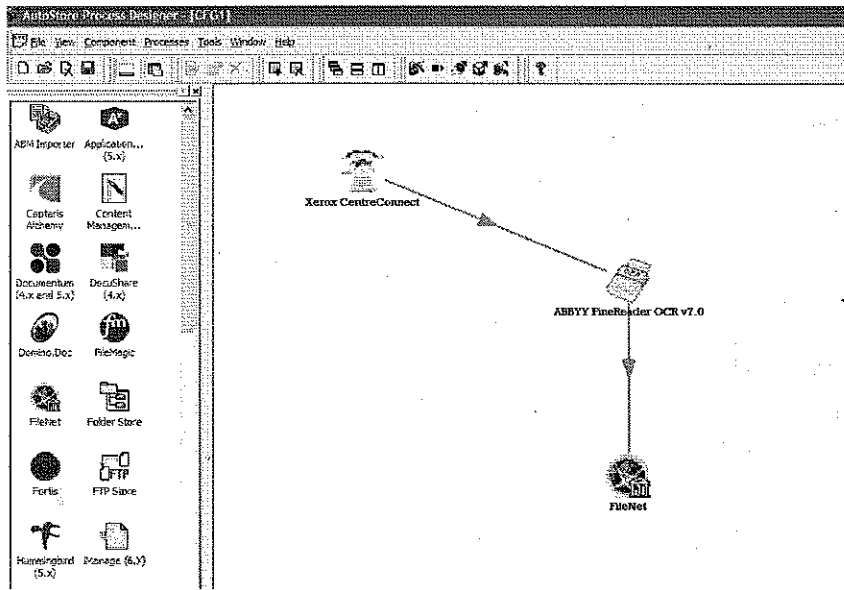 AutoStore Process Designer - [CFG1]
File View Component Processes Tools Window Help
ABM Importer
Application...
(5.x)
Captaris
Alchemy
Content
Managem...
Documentum
(4.x and 5.x)
DocuShare
(4.x)
Domino.Doc
FileMagic
FileNet
Folder Store
Fortis
FTP
FTP Store
Hummingbird
(5.x)
iManage (6.X)
Xerox CentreConnect
ABBYY FineReader OCR v7.0
FileNet